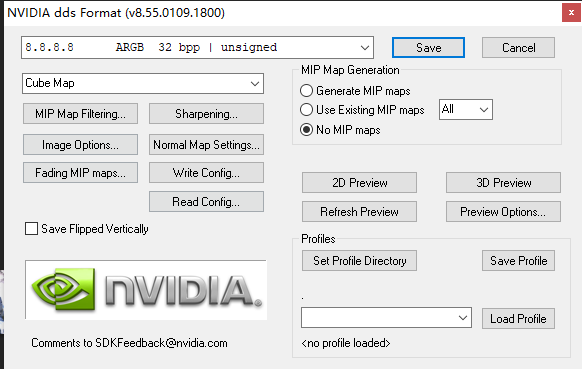 NVIDIA dds Format (v8.55.0109.1800)
8.8.8.8 ARGB 32 bpp | unsigned
Save
Cancel
Cube Map
MIP Map Generation
Generate MIP maps
Use Existing MIP maps
All
No MIP maps
MIP Map Filtering...
Sharpening...
Image Options...
Normal Map Settings...
Fading MIP maps...
Write Config...
Read Config...
2D Preview
3D Preview
Refresh Preview
Preview Options...
Save Flipped Vertically
Profiles
Set Profile Directory
Save Profile
.
Load Profile
<no profile loaded>
NVIDIA.
Comments to SDKFeedback@nvidia.com